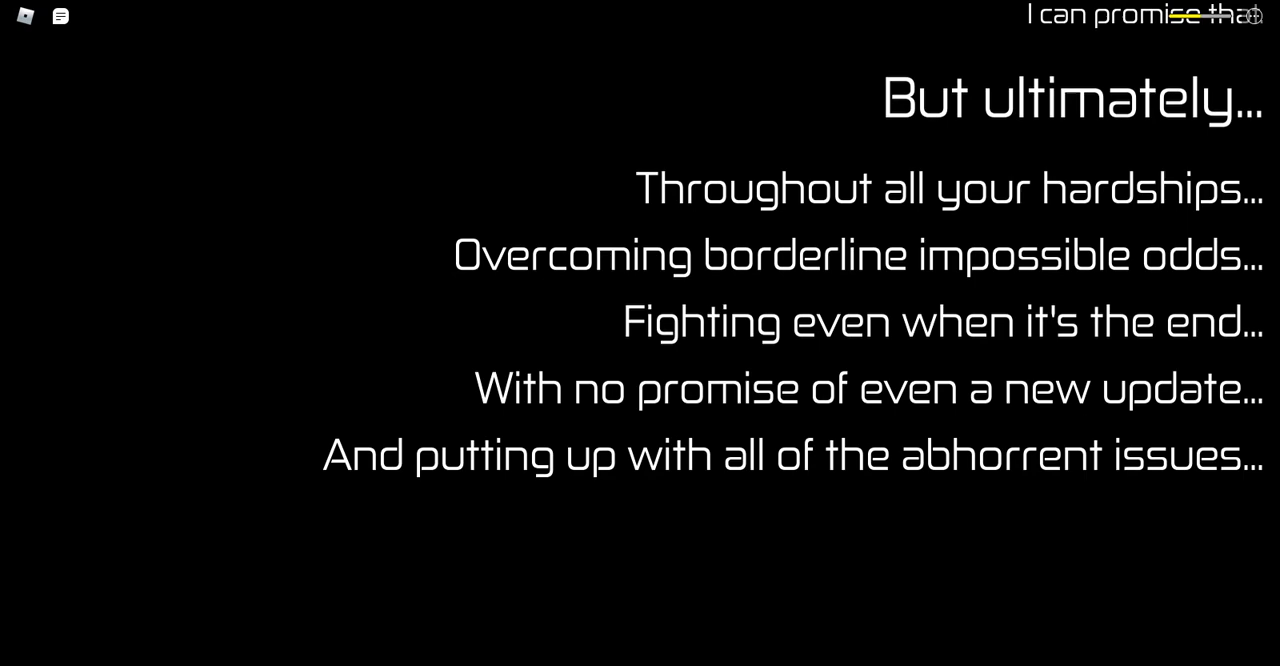 I can promise that.
But ultimately...
Throughout all your hardships...
Overcoming borderline impossible odds...
Fighting even when it's the end...
With no promise of even a new update...
And putting up with all of the abhorrent issues...